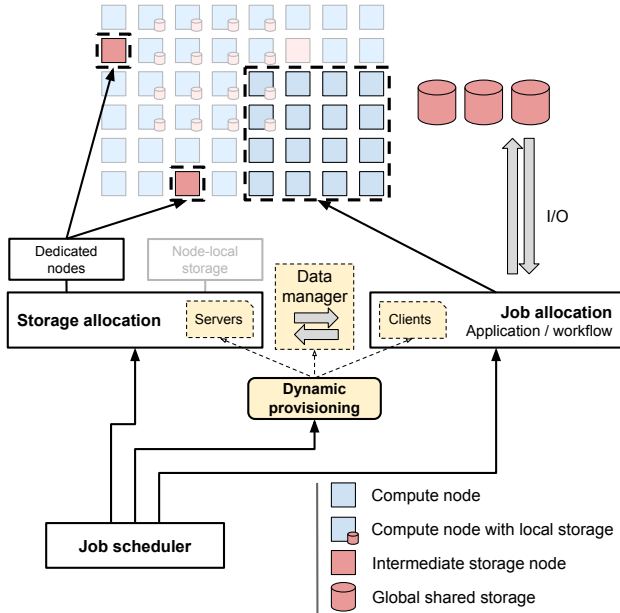 I/O
Dedicated
nodes
Node-local
storage
Data
manager
Storage allocation
Servers
Clients
Job allocation
Application / workflow
Dynamic
provisioning
Job scheduler
Compute node
Compute node with local storage
Intermediate storage node
Global shared storage